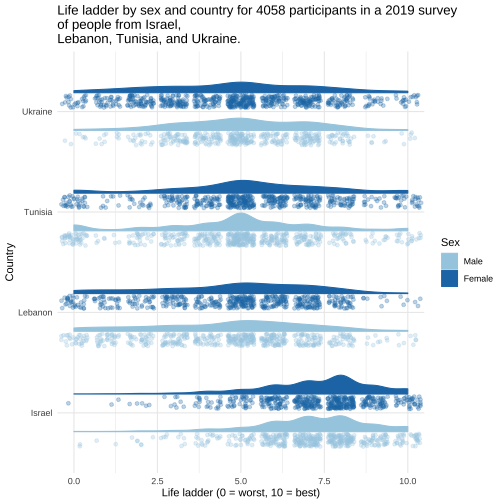 Life ladder by sex and country for 4058 participants in a 2019 survey
of people from Israel,
Lebanon, Tunisia, and Ukraine.
Ukraine
Tunisia
Lebanon
Israel
Country
Sex
Male
Female
0.0 2.5 5.0 7.5 10.0
Life ladder (0 = worst, 10 = best)